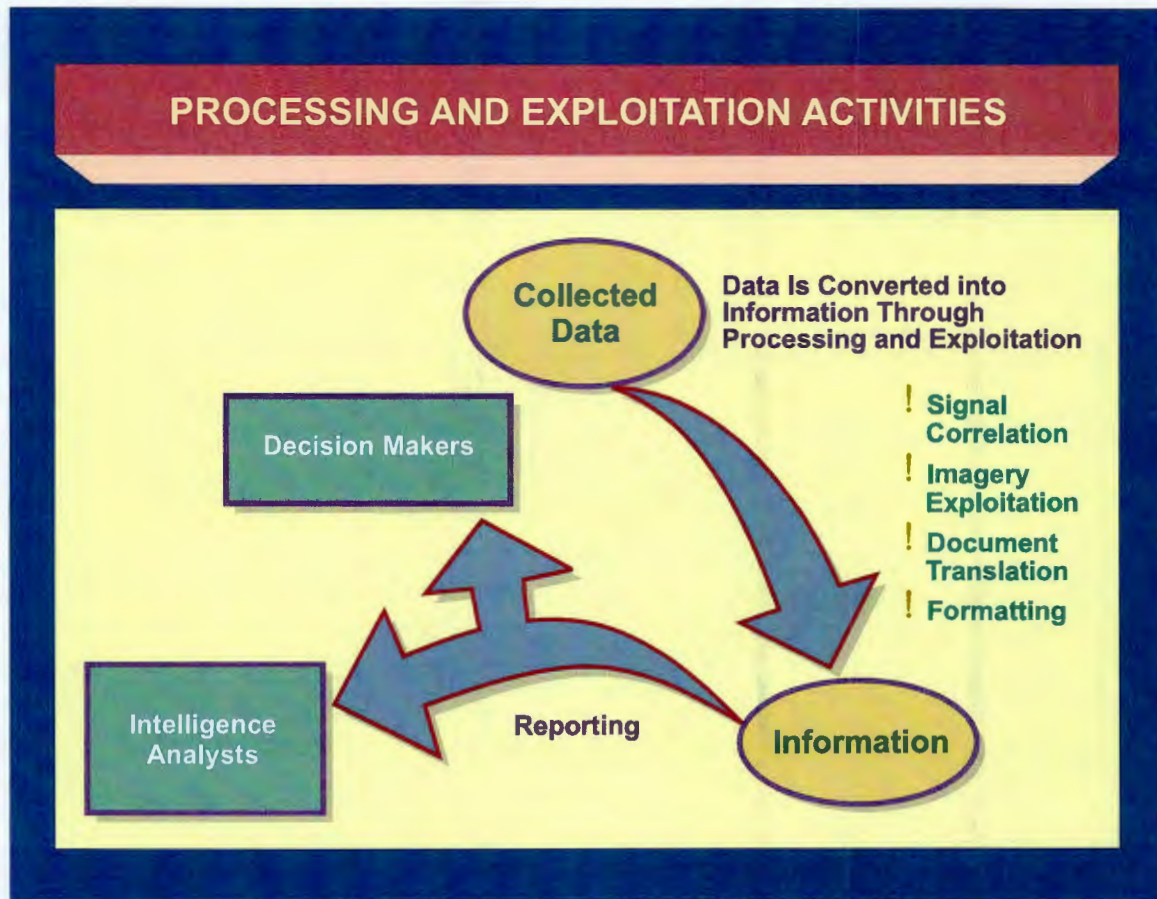 PROCESSING AND EXPLOITATION ACTIVITIES
Collected
Data
Data Is Converted into
Information Through
Processing and Exploitation
! Signal
Correlation
! Imagery
Exploitation
! Document
Translation
! Formatting
Decision Makers
Intelligence
Analysts
Reporting
Information